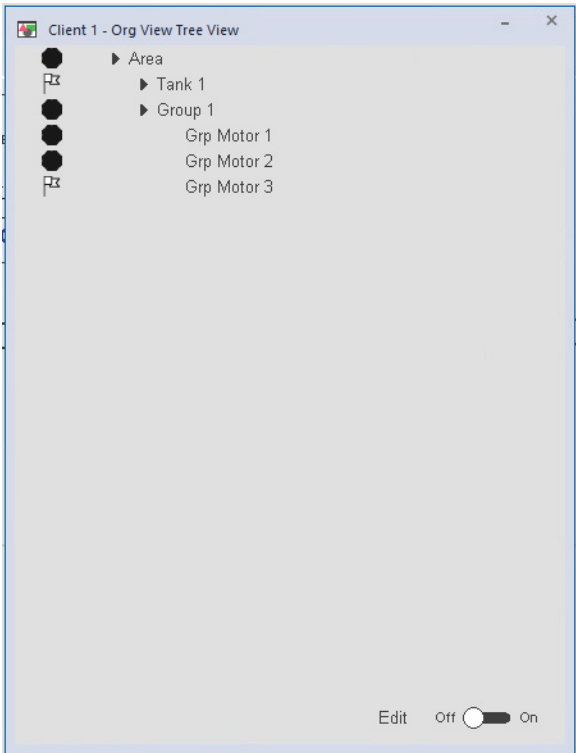 Client 1 - Org View Tree View
Area
Tank 1
Group 1
Grp Motor 1
Grp Motor 2
Grp Motor 3
Edit Off On